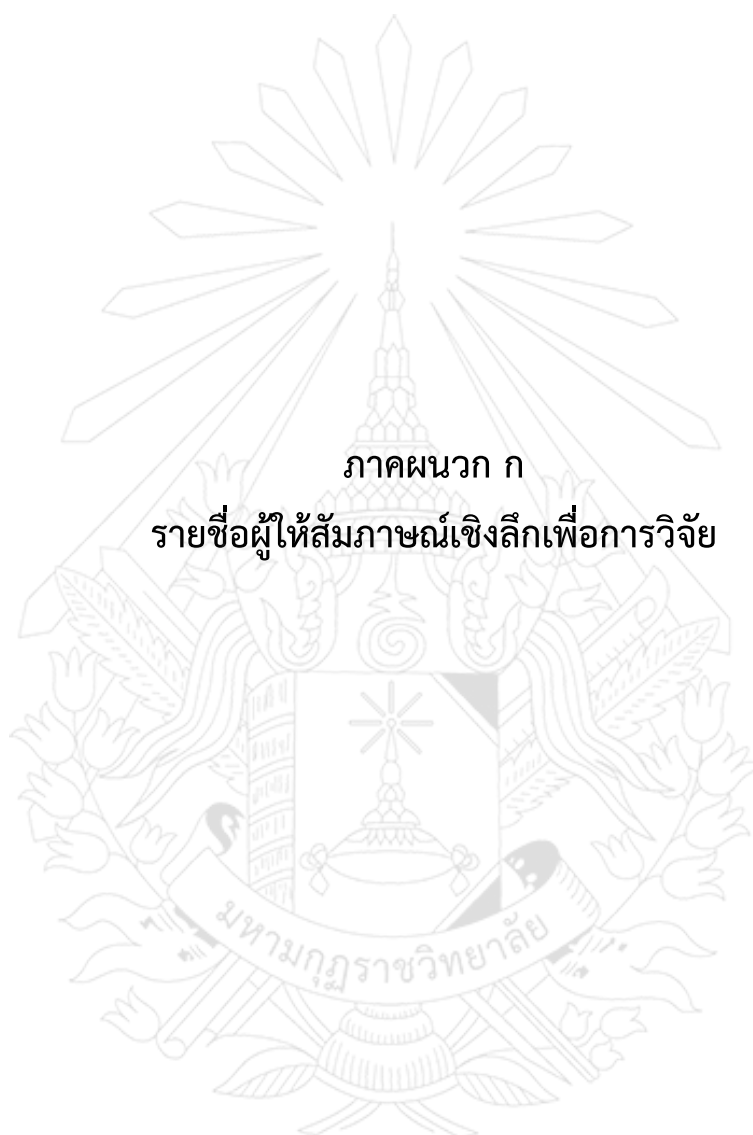 ภาคผนวก ก
รายชื่อผู้ให้สัมภาษณ์เชิงลึกเพื่อการวิจัย
มหามกุฏราชวิทยาลัย